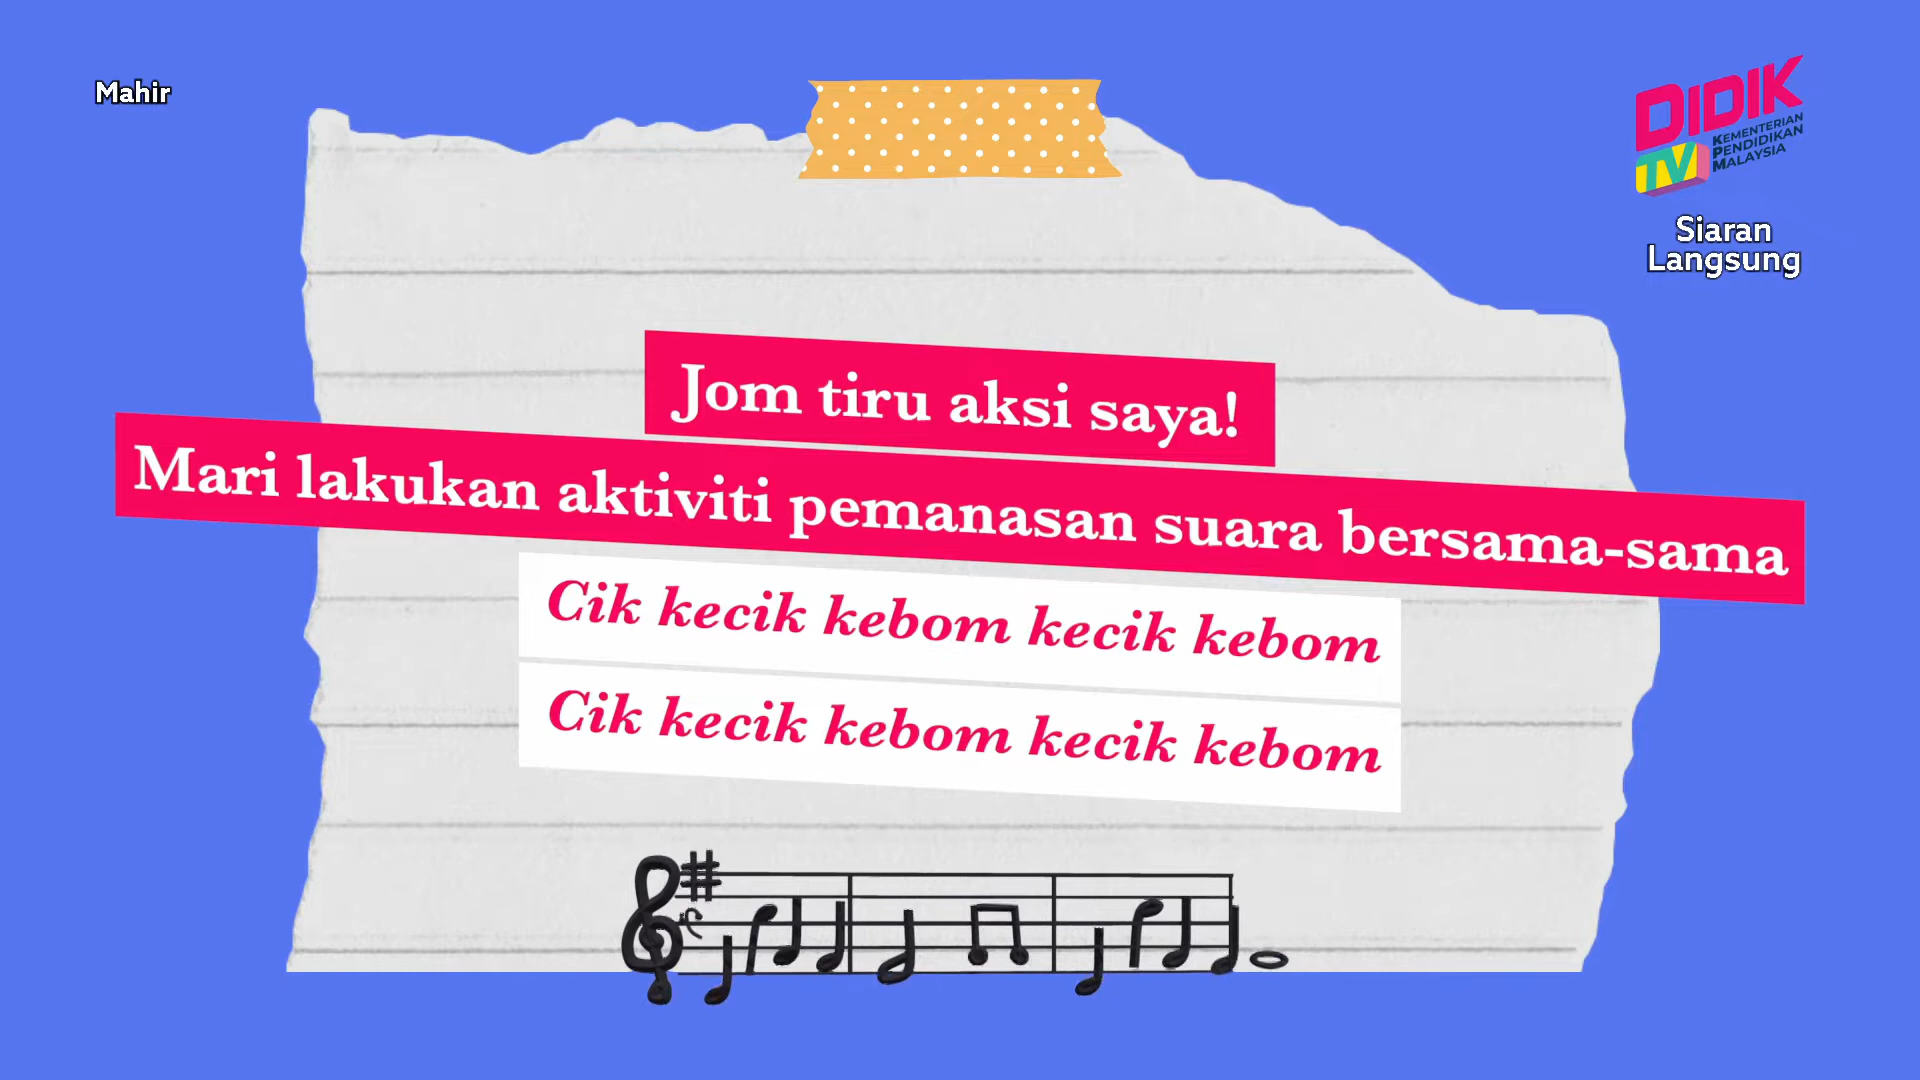 Mahir
DIDIK
TV
KEMENTERIAN
PENDIDIKAN
MALAYSIA
Siaran
Langsung
Jom tiru aksi saya!
Mari lakukan aktiviti pemanasan suara bersama-sama
Cik kecik kebom kecik kebom
Cik kecik kebom kecik kebom